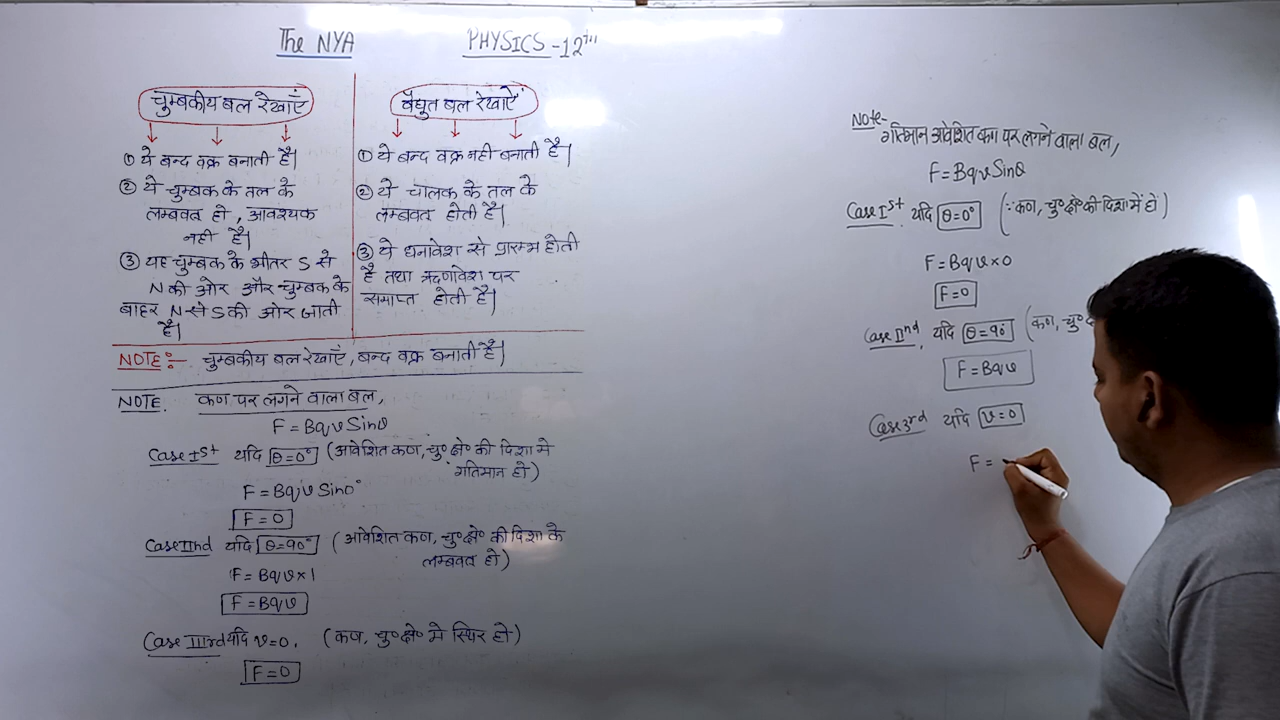 The NYA
PHYSICS-12TH
चुम्बकीय बल रेखाएँ
① ये बन्द वक्र बनाती है।
② ये चुम्बक के तल के
लम्बवत हो, आवश्यक
नही है।
③ यह चुम्बक के भीतर S से
N की ओर और चुम्बक के
बाहर N से S की ओर जाती
है।
वैधुत बल रेखाऐं
① ये बन्द वक्र नही बनाती है।
② ये चालक के तल के
लम्बवत होती है।
③ ये धनावेश से प्रारम्भ होती
है तथा ऋणावेश पर
समाप्त होती है।
NOTE:- चुम्बकीय बल रेखाएँ, बन्द वक्र बनाती है।
NOTE. कण पर लगने वाला बल,
F = Bqv Sinθ
Case Ist यदि θ=0° (आवेशित कण, चु० क्षे० की दिशा मे
गतिमान हो)
F = Bqv Sin0°
F = 0
Case IInd यदि θ=90° (आवेशित कण, चु० क्षे० की दिशा के
लम्बवत हो)
F = Bqv×1
F = Bqv
Case IIIrd यदि v=0. (कण, चु० क्षे० मे स्थिर हो)
F = 0
Note-
गतिमान आवेशित कण पर लगने वाला बल,
F = Bqv Sinθ
Case Ist यदि θ=0° (∵ कण, चु० क्षे० की दिशा में हो)
F = Bqv×0
F=0
Case IInd, यदि θ=90 (कण, चु०
F = Bqv
Case 3rd यदि v=0
F =